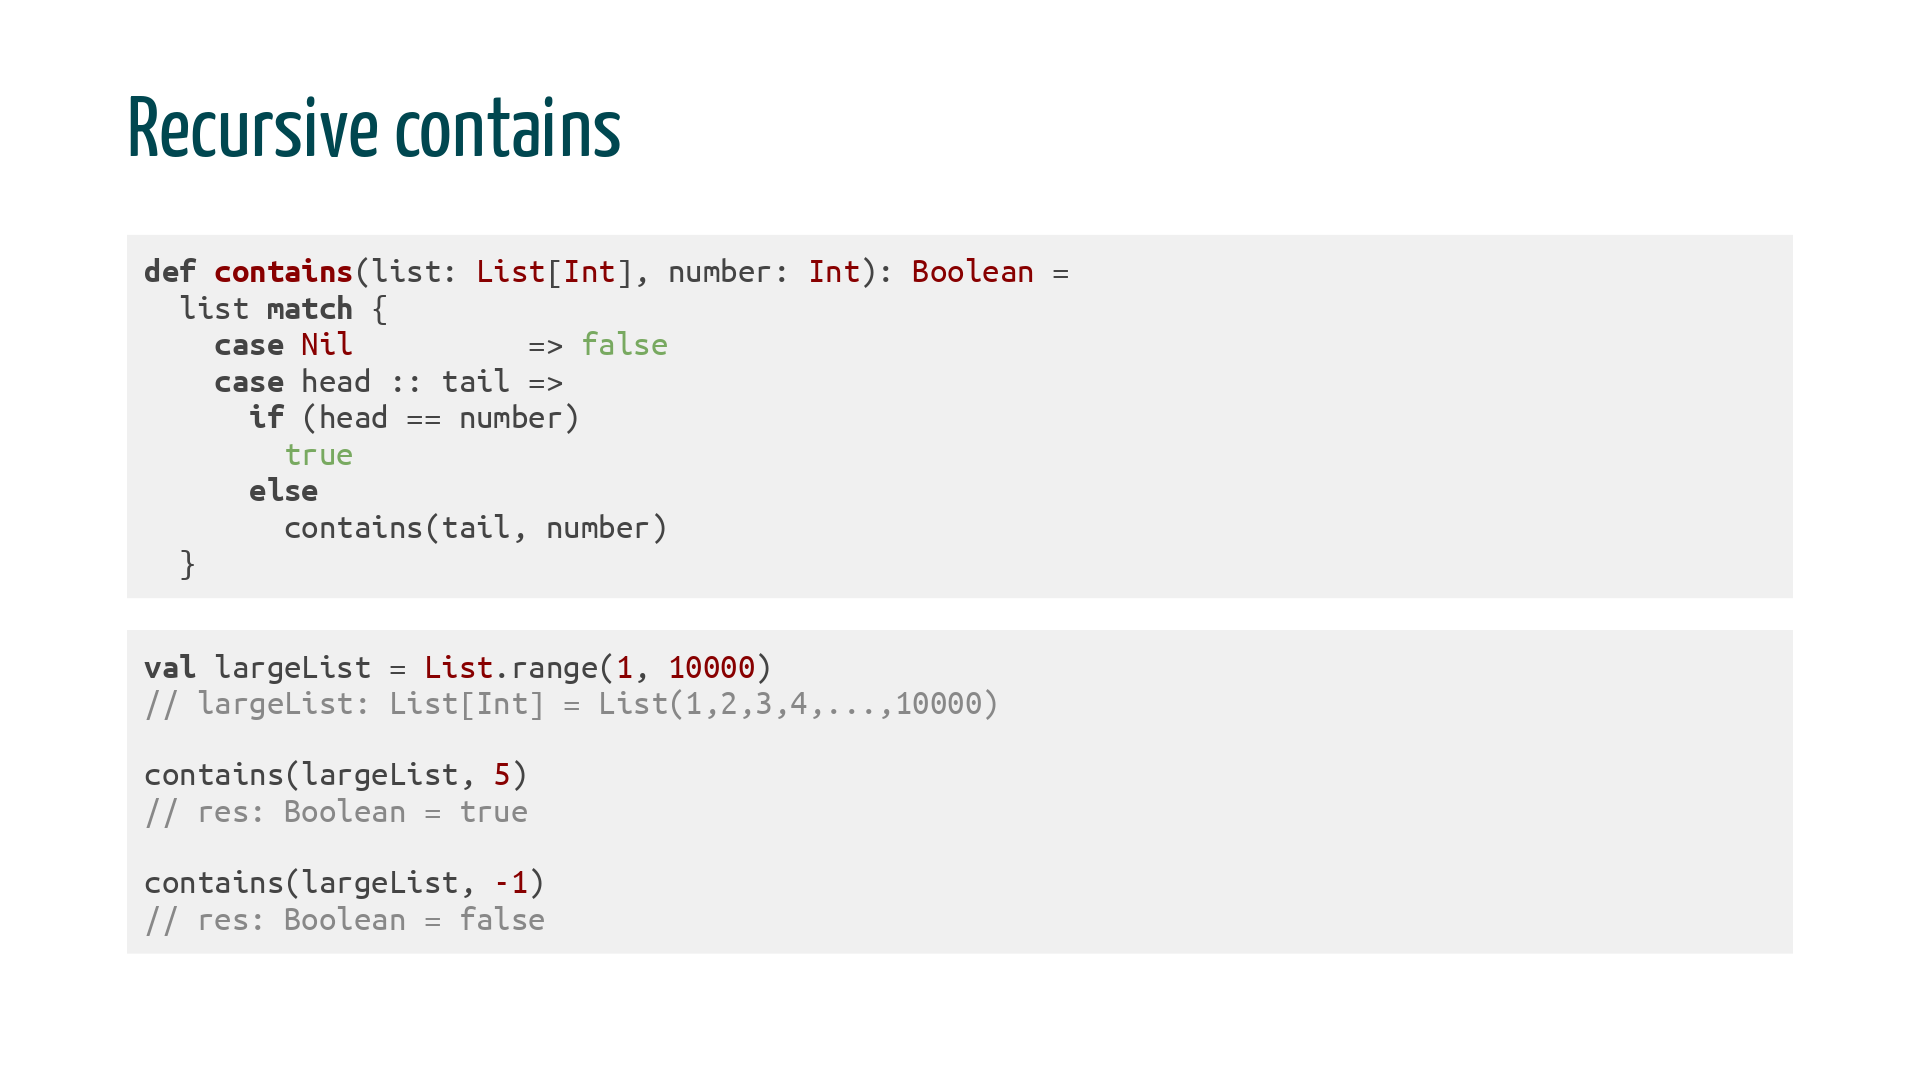 Recursive contains
def contains(list: List[Int], number: Int): Boolean =
  list match {
    case Nil          => false
    case head :: tail =>
      if (head == number)
        true
      else
        contains(tail, number)
  }
val largeList = List.range(1, 10000)
// largeList: List[Int] = List(1,2,3,4,...,10000)
contains(largeList, 5)
// res: Boolean = true
contains(largeList, -1)
// res: Boolean = false